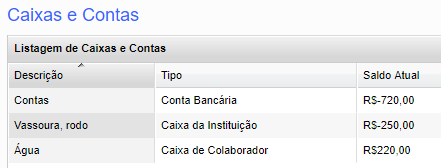 Caixas e Contas
Listagem de Caixas e Contas
Descrição Tipo Saldo Atual
Contas Conta Bancária R$-720,00
Vassoura, rodo Caixa da Instituição R$-250,00
Água Caixa de Colaborador R$220,00